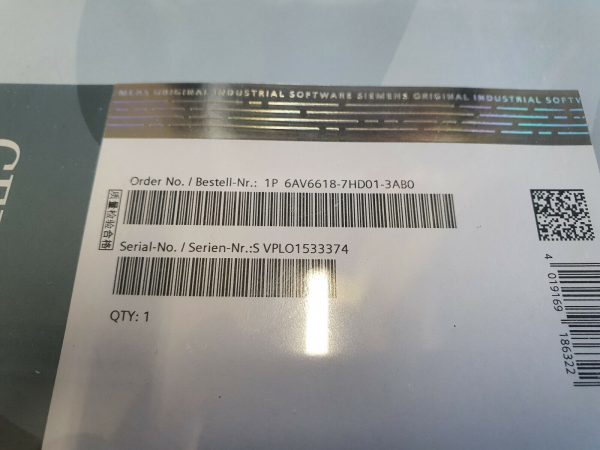 MENS ORIGINAL INDUSTRIAL SOFTWARE SIEMENS ORIGINAL INDUSTRIAL SOFTW
Order No. / Bestell-Nr.: 1P 6AV6618-7HD01-3AB0
质量检验合格
Serial-No. / Serien-Nr.:S VPLO1533374
QTY: 1
4 019169 186322